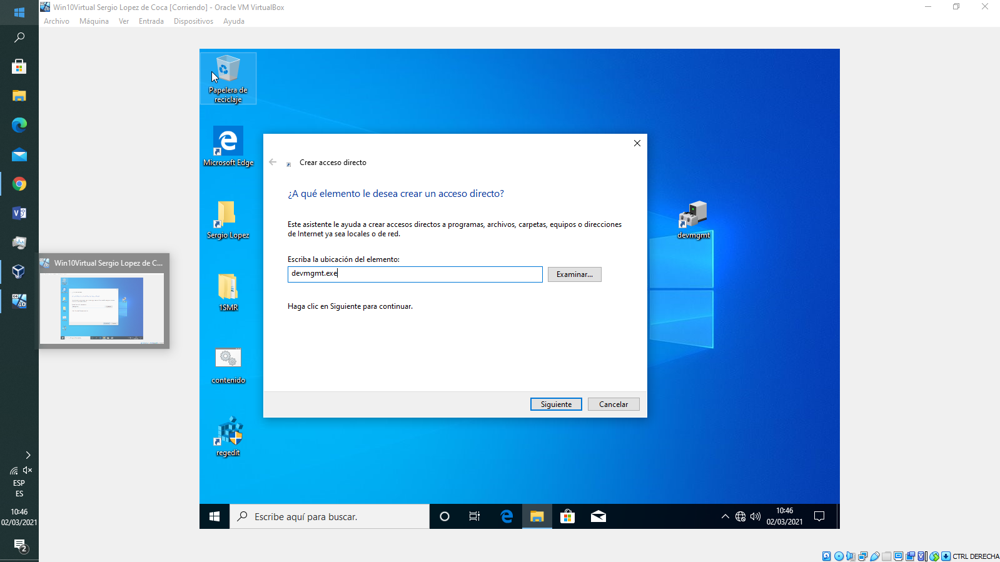 Win10Virtual Sergio Lopez de Coca [Corriendo] - Oracle VM VirtualBox
Archivo Máquina Ver Entrada Dispositivos Ayuda
Papelera de
reciclaje
Microsoft Edge
Sergio Lopez
1SMR
contenido
regedit
devmgmt
Crear acceso directo
¿A qué elemento le desea crear un acceso directo?
Este asistente le ayuda a crear accesos directos a programas, archivos, carpetas, equipos o direcciones
de Internet ya sea locales o de red.
Escriba la ubicación del elemento:
devmgmt.exe
Examinar...
Haga clic en Siguiente para continuar.
Siguiente Cancelar
Win10Virtual Sergio Lopez de C...
ESP
ES
10:46
02/03/2021
2
Escribe aquí para buscar.
10:46
02/03/2021
CTRL DERECHA